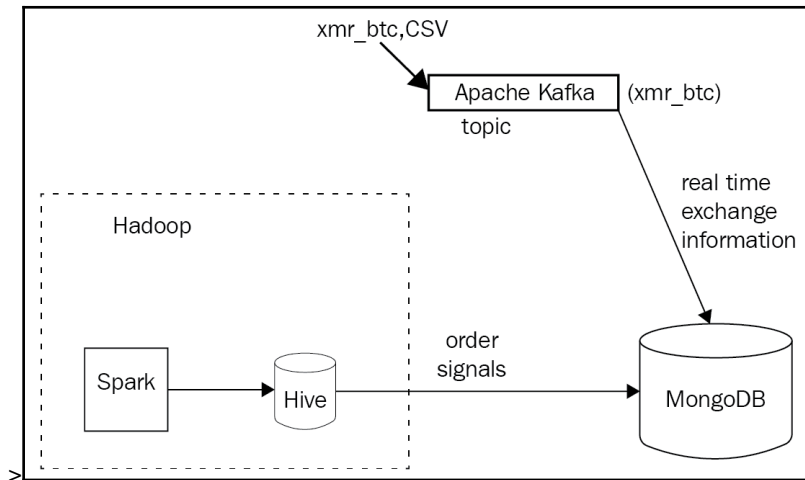 xmr_btc,CSV
Apache Kafka
(xmr_btc)
topic
real time
exchange
information
Hadoop
order
signals
Spark
Hive
MongoDB
>